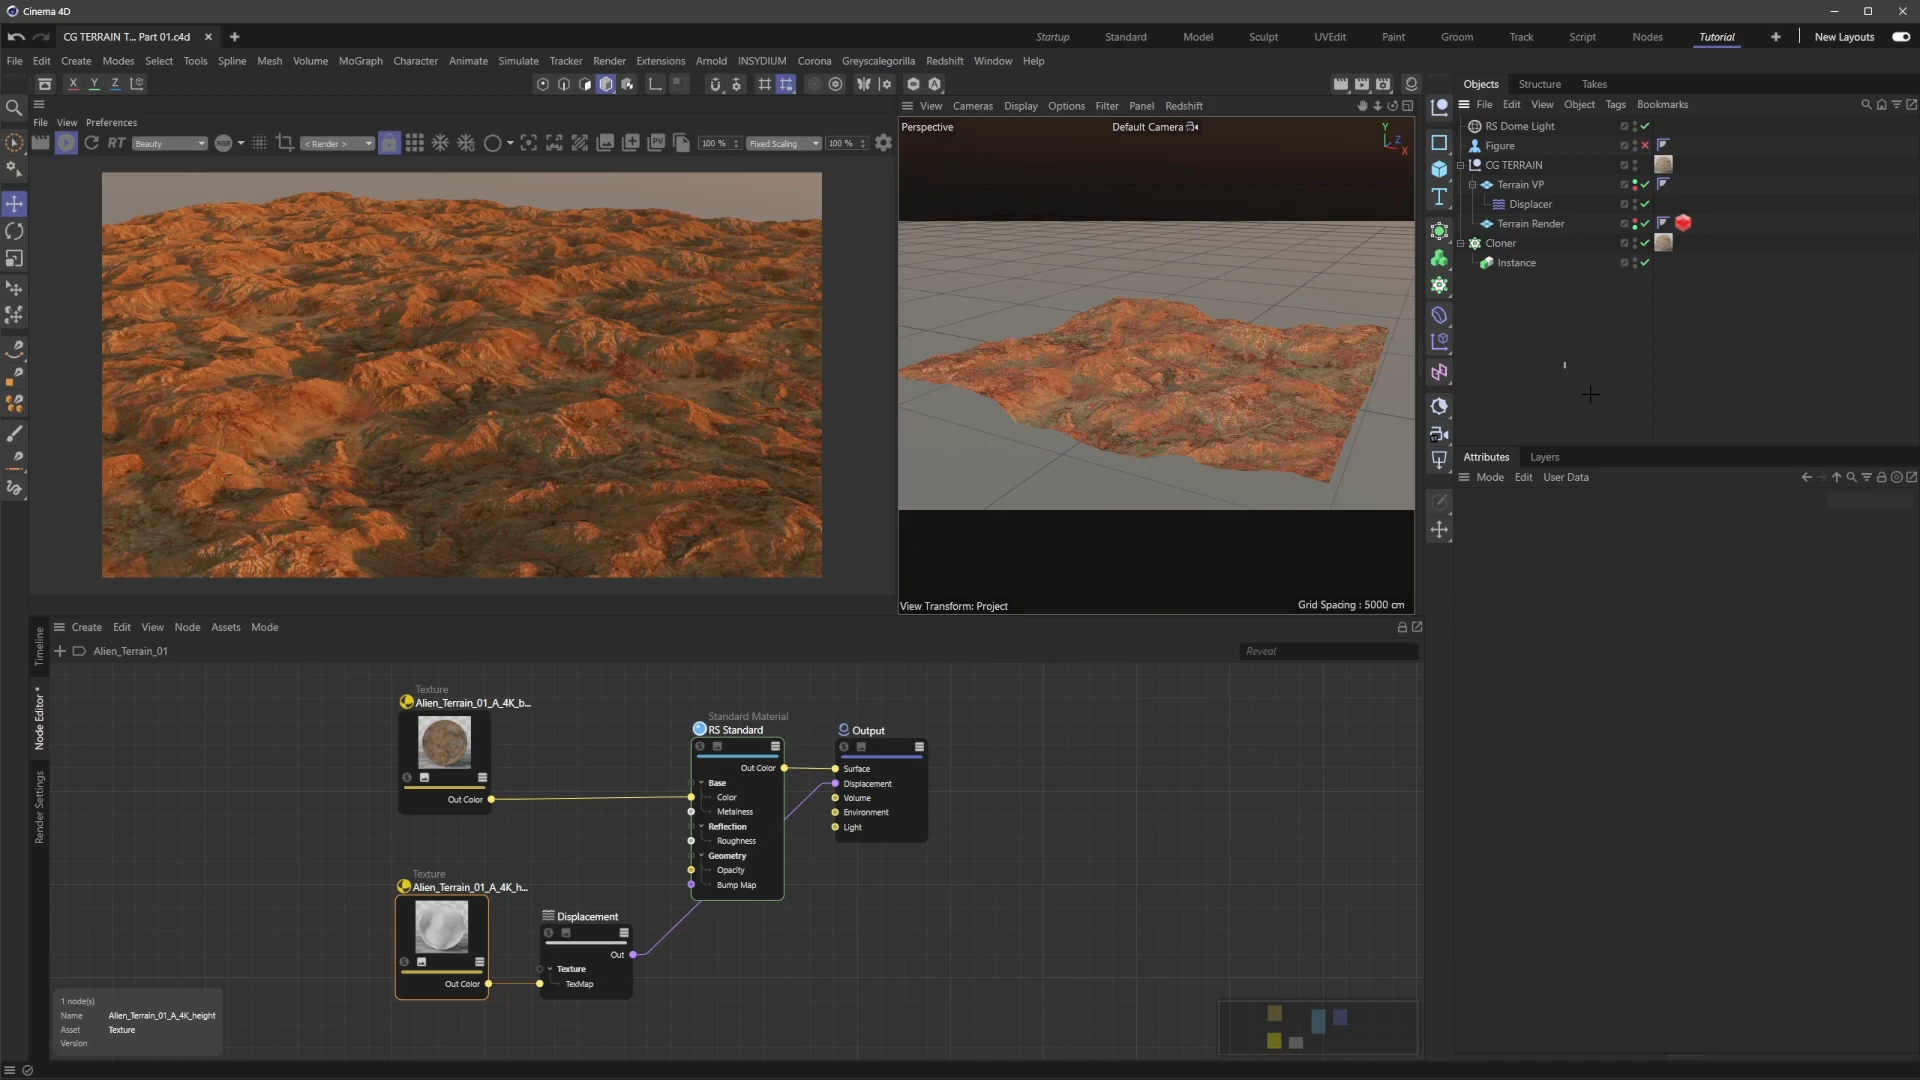 Cinema 4D
CG TERRAIN T... Part 01.c4d
Startup Standard Model Sculpt UVEdit Paint Groom Track Script Nodes Tutorial New Layouts
File Edit Create Modes Select Tools Spline Mesh Volume MoGraph Character Animate Simulate Tracker Render Extensions Arnold INSYDIUM Corona Greyscalegorilla Redshift Window Help
X Y Z
Objects Structure Takes
File Edit View Object Tags Bookmarks
File View Preferences
RT Beauty RGB < Render > PV 100 % Fixed Scaling 100 %
View Cameras Display Options Filter Panel Redshift
Perspective
Default Camera
Y
Z
X
RS Dome Light
Figure
CG TERRAIN
Terrain VP
Displacer
Terrain Render
Cloner
Instance
Attributes Layers
Mode Edit User Data
View Transform: Project
Grid Spacing : 5000 cm
Timeline
Node Editor *
Render Settings
Create Edit View Node Assets Mode
Alien_Terrain_01
Reveal
Texture
Alien_Terrain_01_A_4K_b...
Out Color
Standard Material
RS Standard
Out Color
Base
Color
Metalness
Reflection
Roughness
Geometry
Opacity
Bump Map
Output
Surface
Displacement
Volume
Environment
Light
Texture
Alien_Terrain_01_A_4K_h...
Out Color
Displacement
Out
Texture
TexMap
1 node(s)
Name Alien_Terrain_01_A_4K_height
Asset Texture
Version